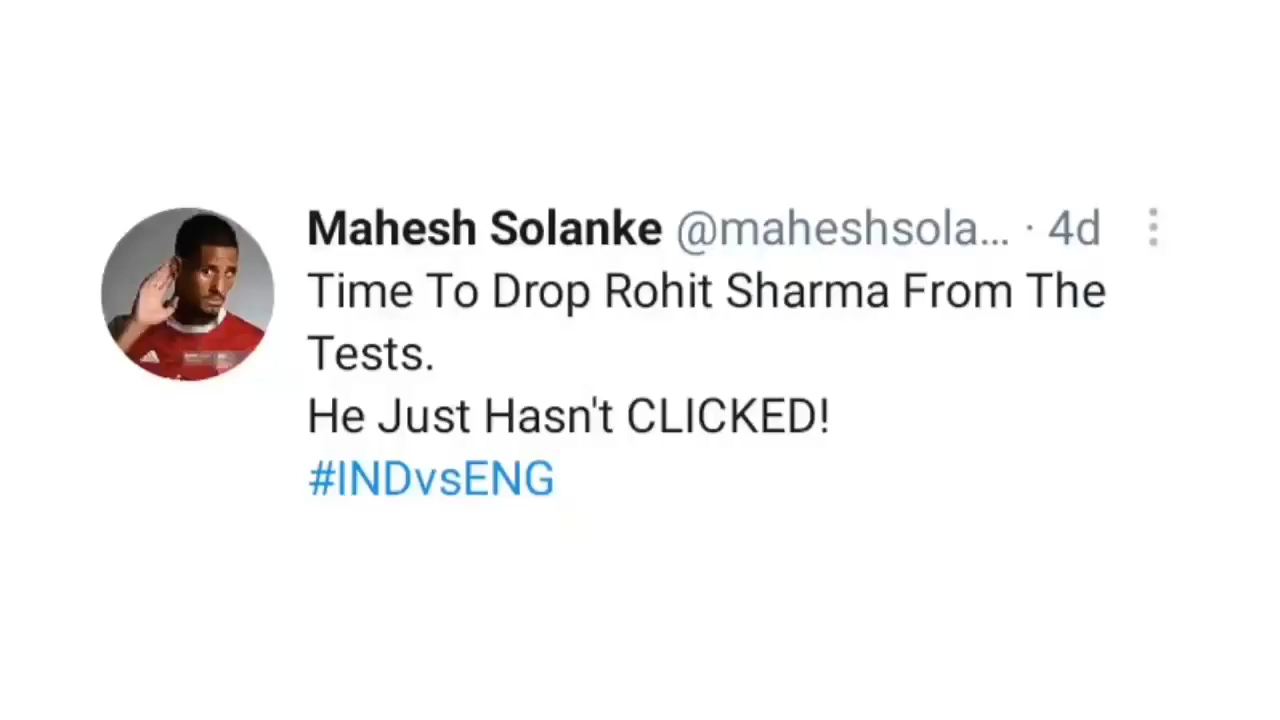 Mahesh Solanke @maheshsola... · 4d
Time To Drop Rohit Sharma From The
Tests.
He Just Hasn't CLICKED!
#INDvsENG